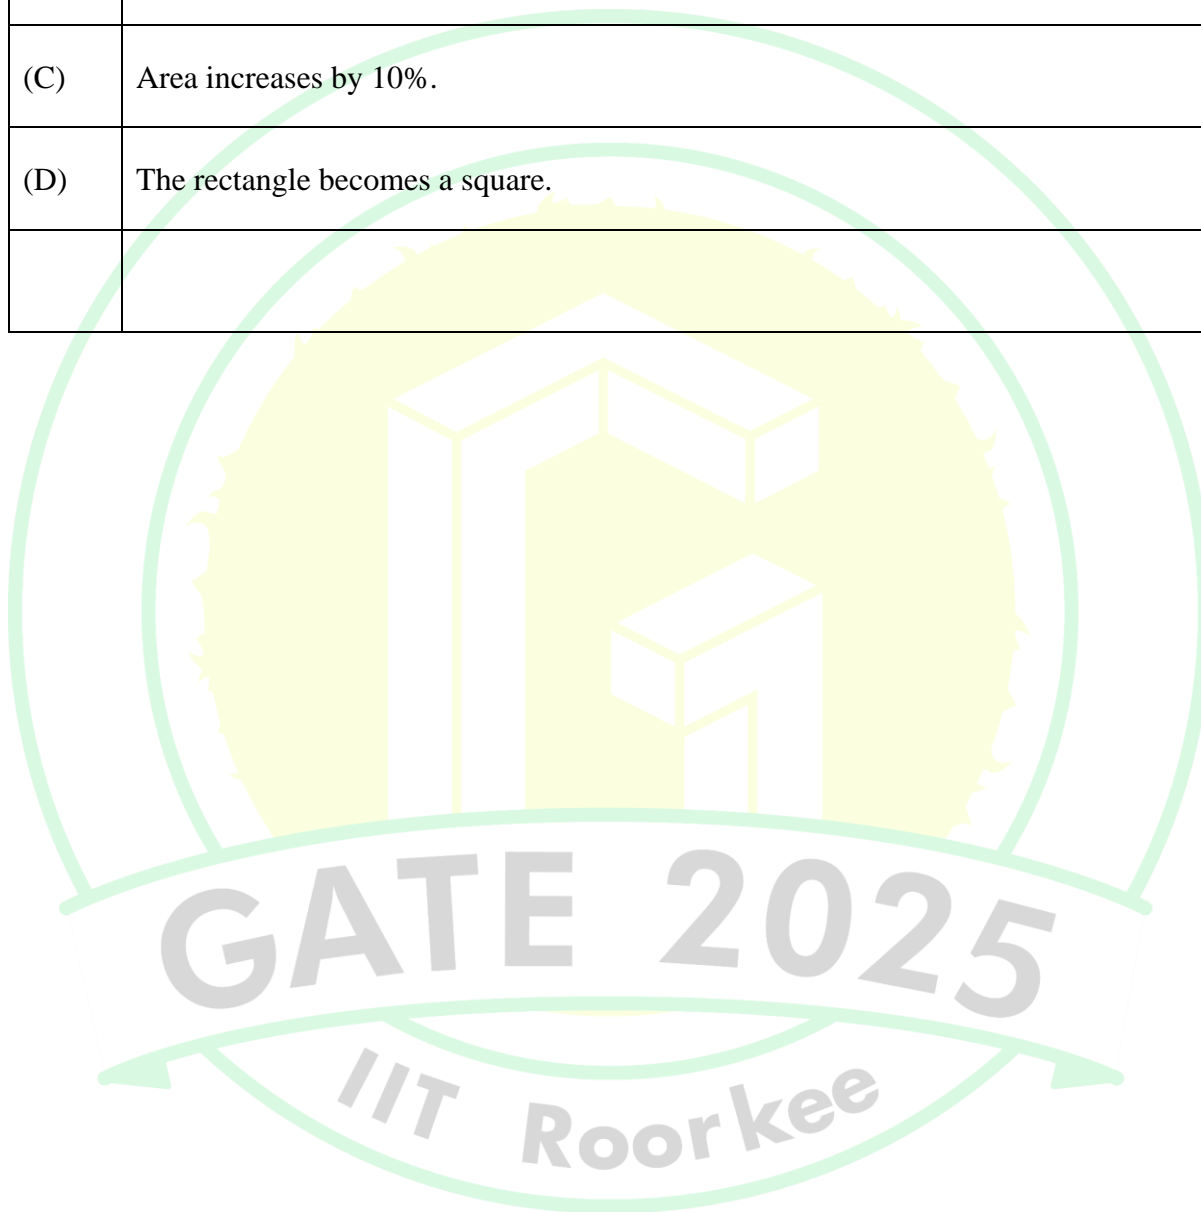 (C) Area increases by 10%.
(D) The rectangle becomes a square.
GATE 2025
IIT Roorkee